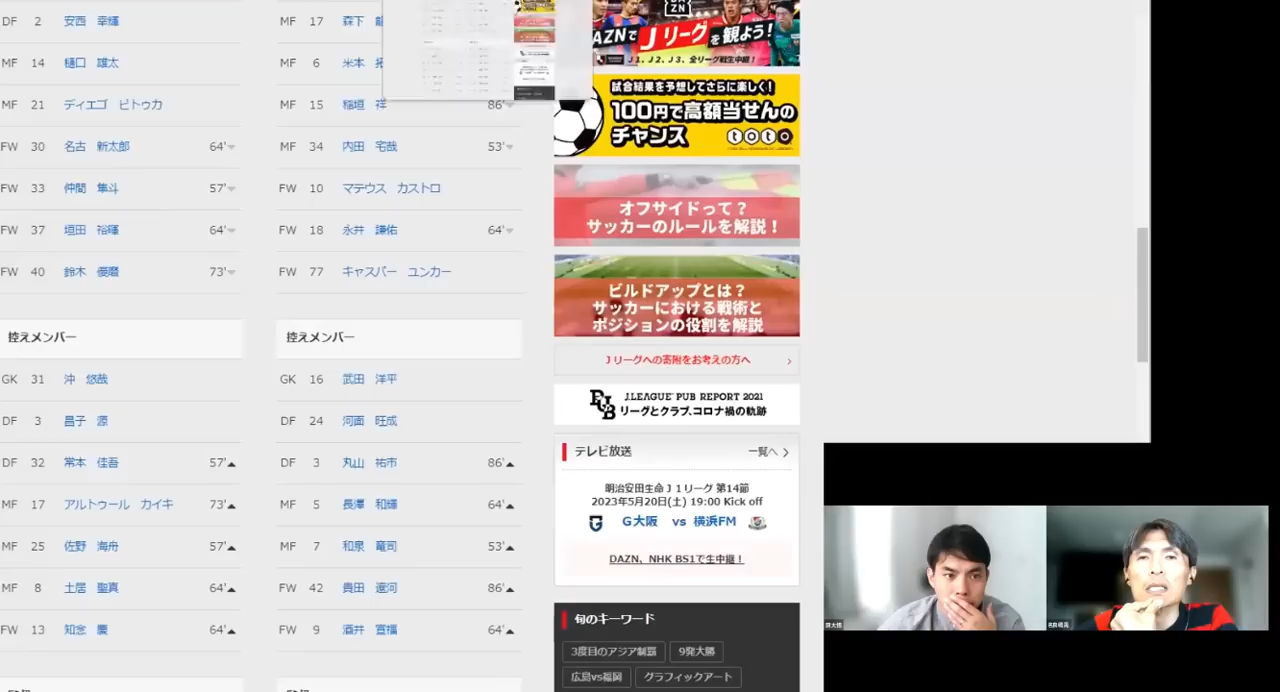 DF 2 安西 幸輝
MF 14 樋口 雄太
MF 21 ディエゴ ピトゥカ
FW 30 名古 新太郎 64'
FW 33 仲間 隼斗 57'
FW 37 垣田 裕暉 64'
FW 40 鈴木 優磨 73'
控えメンバー
GK 31 沖 悠哉
DF 3 昌子 源
DF 32 常本 佳吾 57'
MF 17 アルトゥール カイキ 73'
MF 25 佐野 海舟 57'
MF 8 土居 聖真 64'
FW 13 知念 慶 64'
MF 17 森下
MF 6 米本 拓
MF 15 稲垣 祥 86'
MF 34 内田 宅哉 53'
FW 10 マテウス カストロ
FW 18 永井 謙佑 64'
FW 77 キャスパー ユンカー
控えメンバー
GK 16 武田 洋平
DF 24 河面 旺成
DF 3 丸山 祐市 86'
MF 5 長澤 和輝 64'
MF 7 和泉 竜司 53'
FW 42 貴田 遼河 86'
FW 9 酒井 宣福 64'
DAZN
DAZNでJリーグを観よう!
J1、J2、J3、全リーグ戦生中継!
試合結果を予想してさらに楽しく!
100円で高額当せんの
チャンス
toto
オフサイドって?
サッカーのルールを解説!
ビルドアップとは?
サッカーにおける戦術と
ポジションの役割を解説
Jリーグへの寄附をお考えの方へ
J.LEAGUE PUB REPORT 2021
リーグとクラブ、コロナ禍の軌跡
テレビ放送
一覧へ
明治安田生命J1リーグ 第14節
2023年5月20日(土) 19:00 Kick off
G大阪 vs 横浜FM
DAZN、NHK BS1で生中継!
旬のキーワード
3度目のアジア制覇
9発大勝
広島vs福岡
グラフィックアート